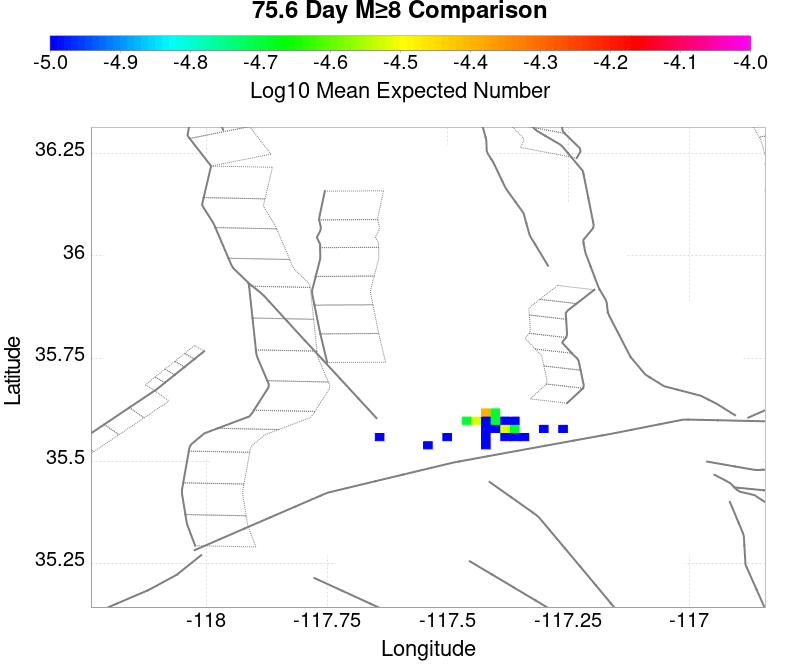 75.6 Day M≥8 Comparison
-5.0 -4.9 -4.8 -4.7 -4.6 -4.5 -4.4 -4.3 -4.2 -4.1 -4.0
Log10 Mean Expected Number
36.25
36
35.75
35.5
35.25
Latitude
-118 -117.75 -117.5 -117.25 -117
Longitude